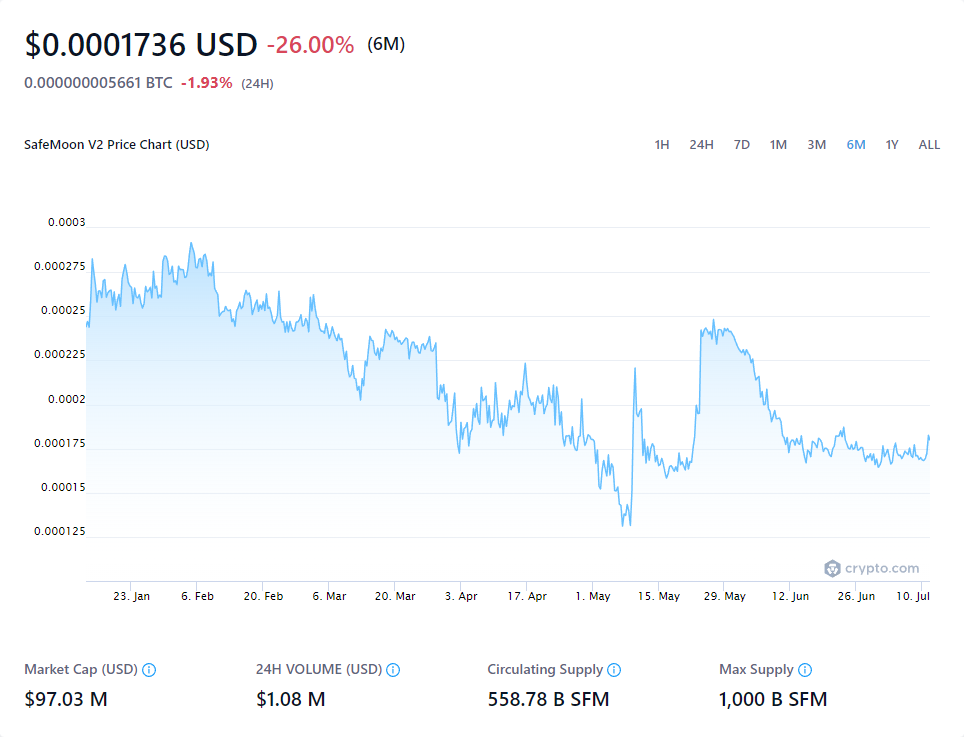 $0.0001736 USD -26.00% (6M)
0.000000005661 BTC -1.93% (24H)
SafeMoon V2 Price Chart (USD) 1H 24H 7D 1M 3M 6M 1Y ALL
0.0003
0.000275
0.00025
0.000225
0.0002
0.000175
0.00015
0.000125
crypto.com
23. Jan 6. Feb 20. Feb 6. Mar 20. Mar 3. Apr 17. Apr 1. May 15. May 29. May 12. Jun 26. Jun 10. Jul
Market Cap (USD) 24H VOLUME (USD) Circulating Supply Max Supply
$97.03 M $1.08 M 558.78 B SFM 1,000 B SFM